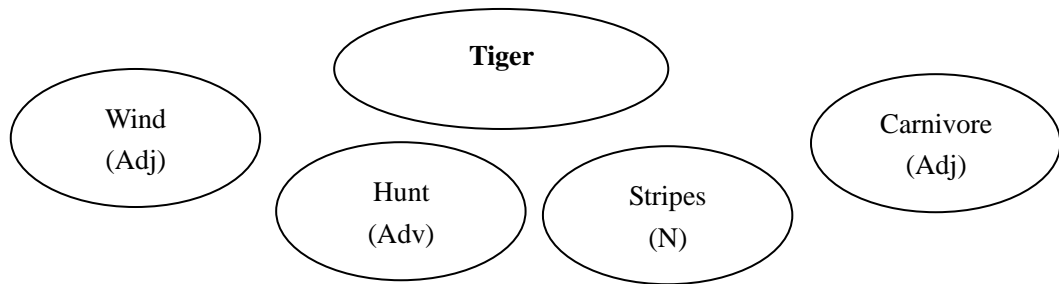 Tiger
Wind
(Adj)
Hunt
(Adv)
Stripes
(N)
Carnivore
(Adj)